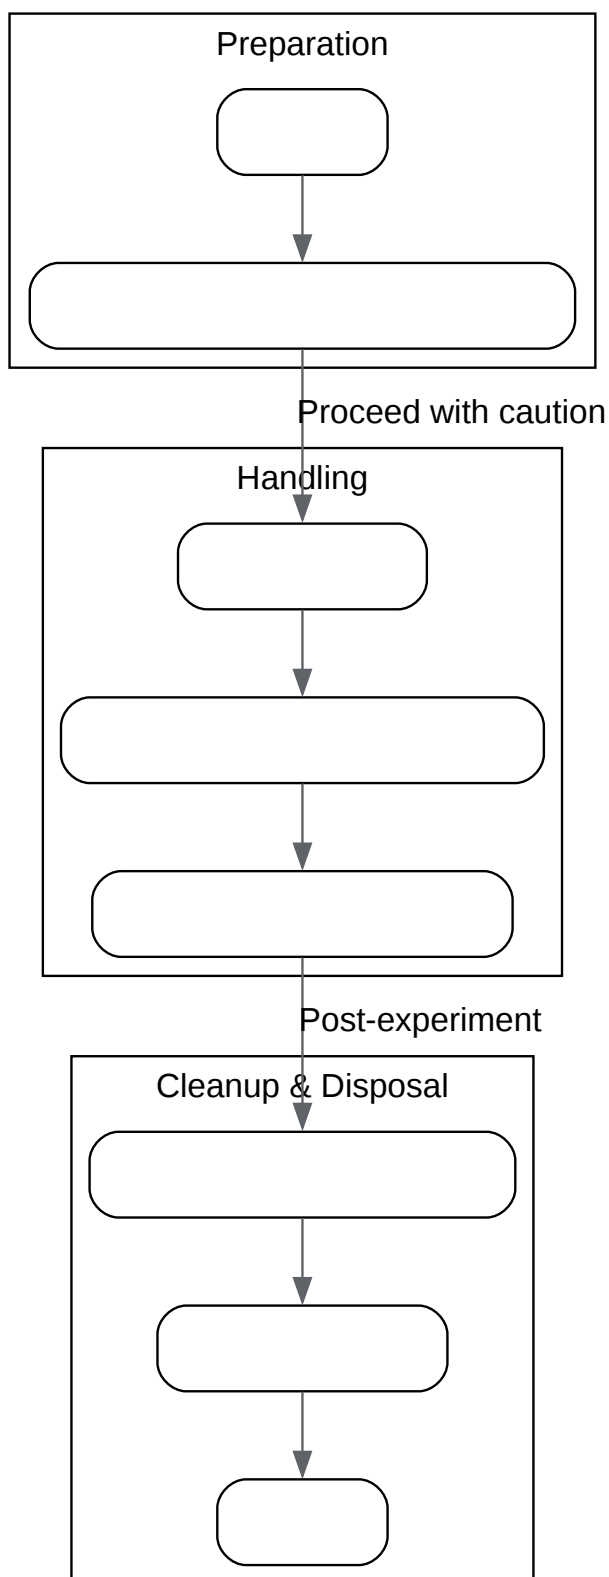 Preparation
Proceed with caution
Handling
Post-experiment
Cleanup & Disposal